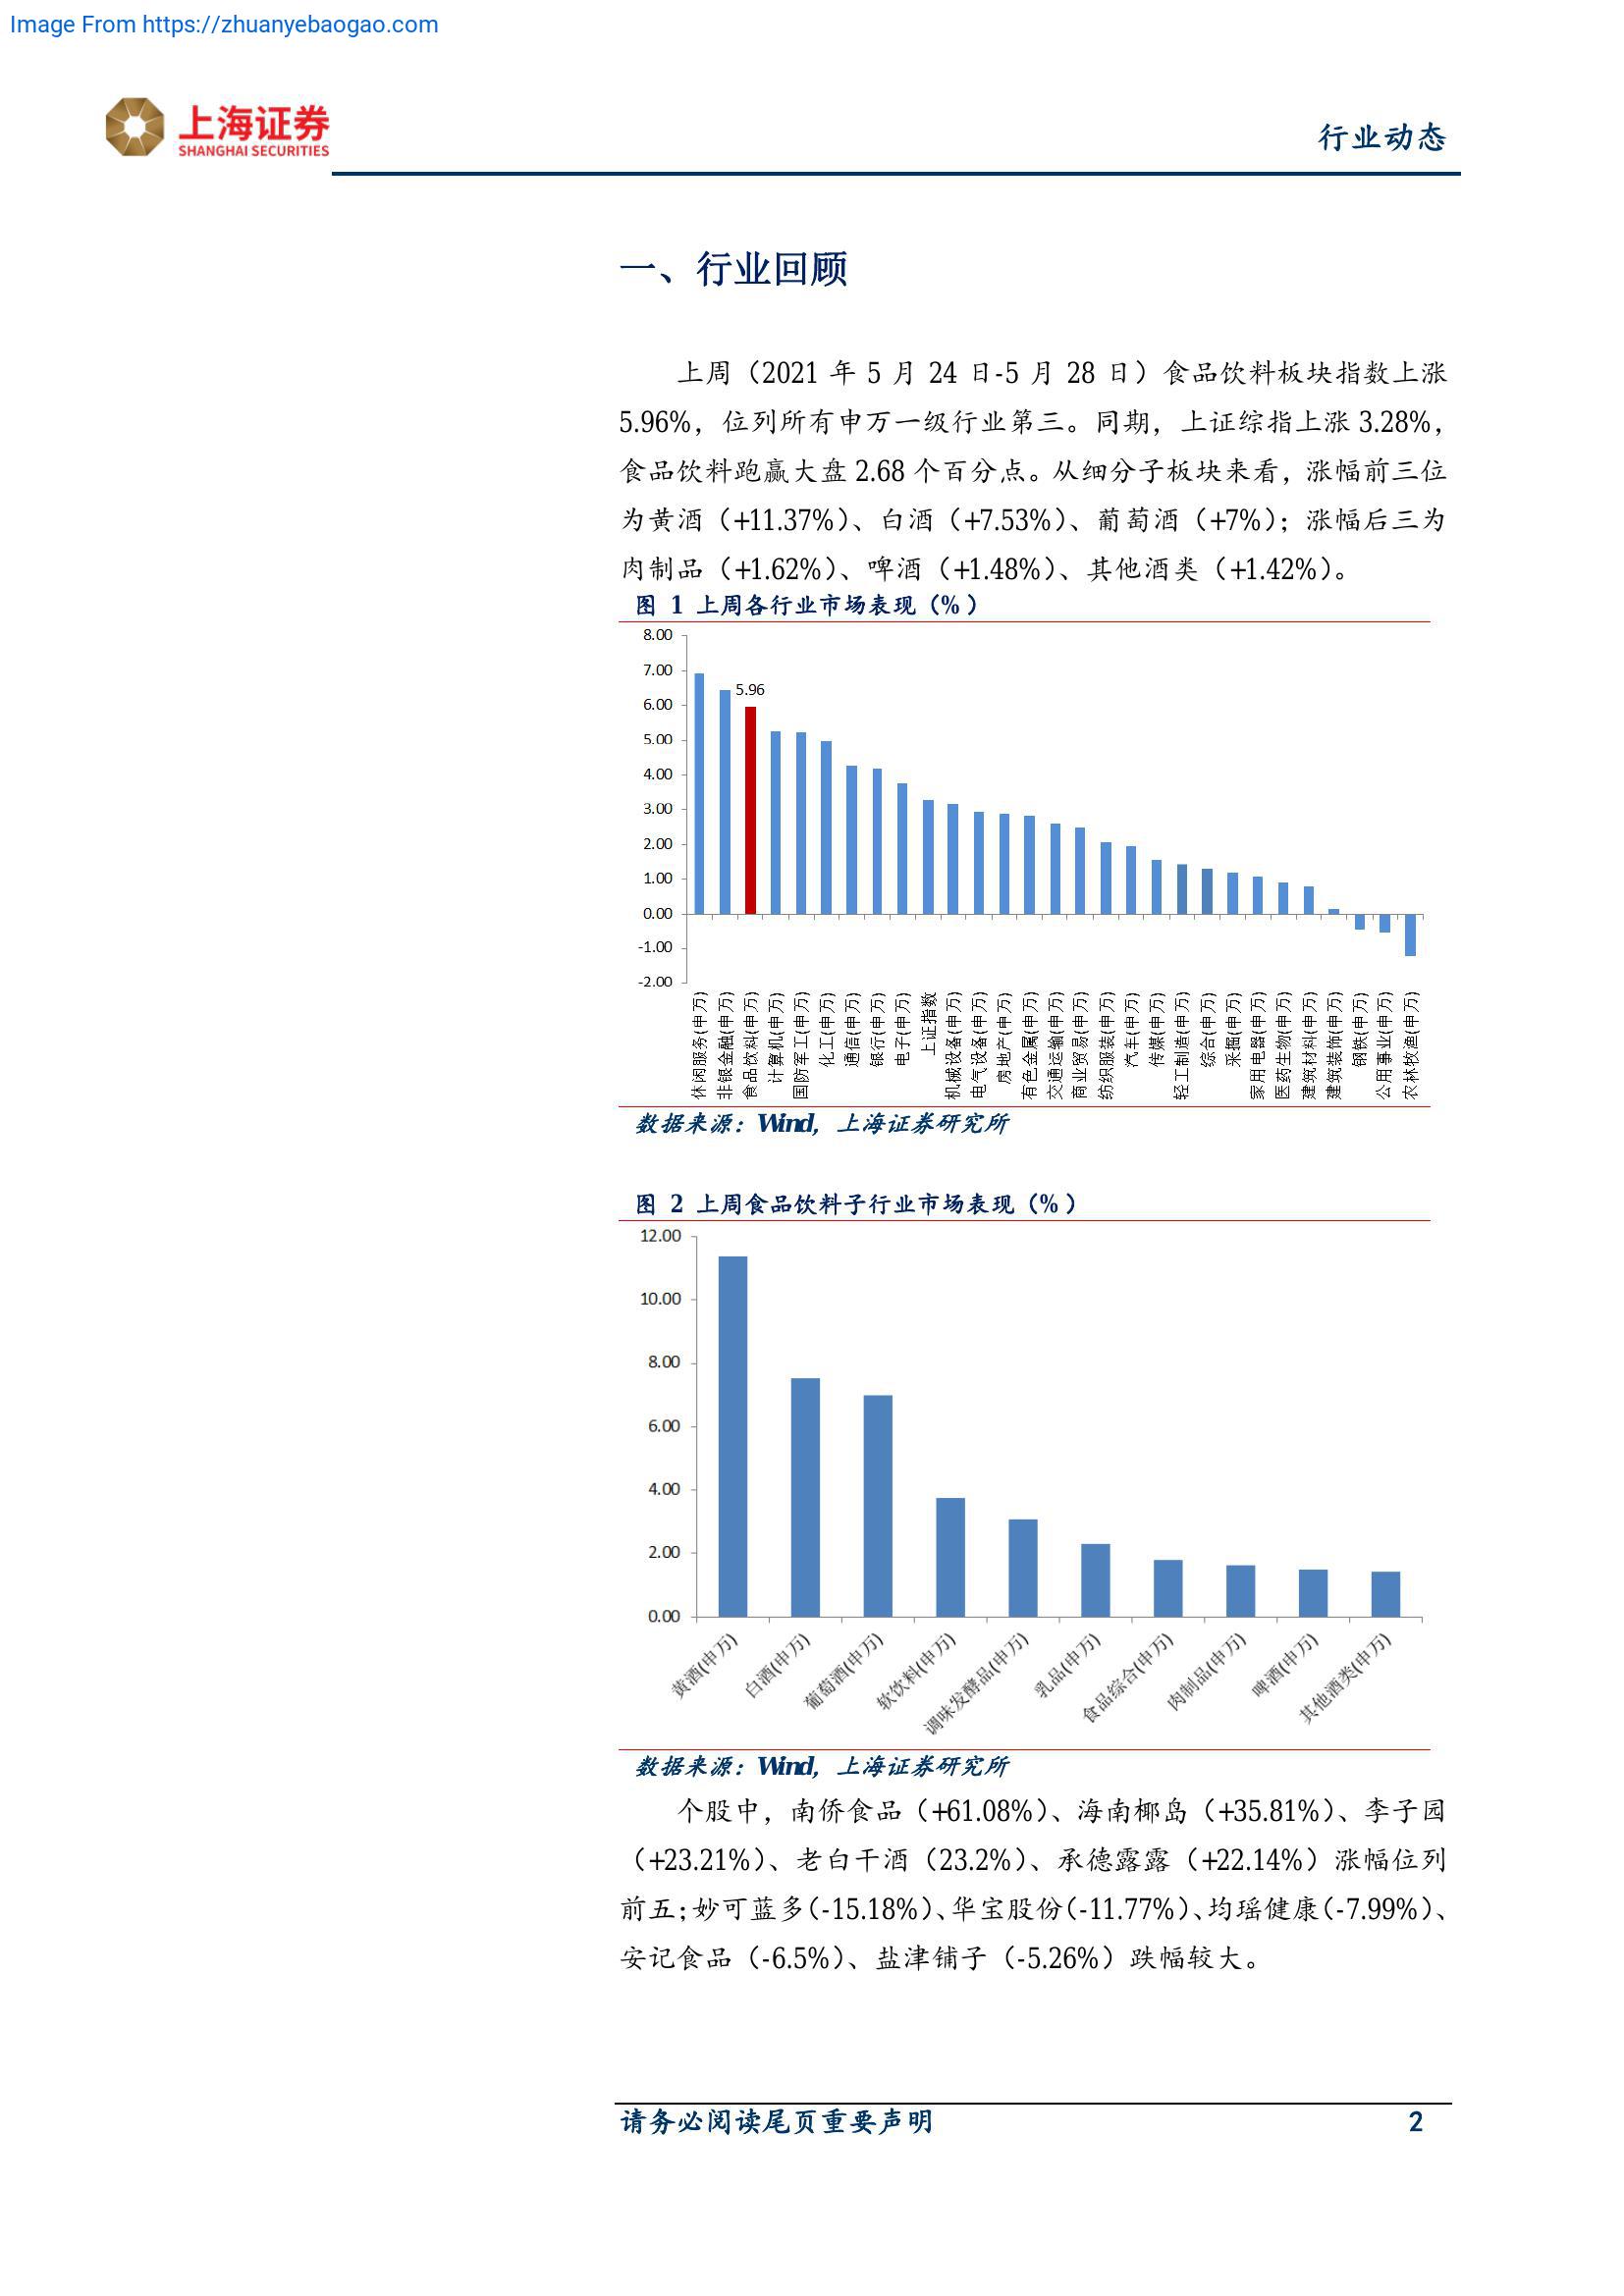 Image From https://zhuanyebaogao.com
上海证券
SHANGHAI SECURITIES
行业动态
一、行业回顾
上周（2021 年 5 月 24 日-5 月 28 日）食品饮料板块指数上涨
5.96%，位列所有申万一级行业第三。同期，上证综指上涨 3.28%，
食品饮料跑赢大盘 2.68 个百分点。从细分子板块来看，涨幅前三位
为黄酒（+11.37%）、白酒（+7.53%）、葡萄酒（+7%）；涨幅后三为
肉制品（+1.62%）、啤酒（+1.48%）、其他酒类（+1.42%）。
图 1 上周各行业市场表现（%）
8.00
7.00
6.00
5.00
4.00
3.00
2.00
1.00
0.00
-1.00
-2.00
5.96
休闲服务(申万)
非银金融(申万)
食品饮料(申万)
计算机(申万)
国防军工(申万)
化工(申万)
通信(申万)
银行(申万)
电子(申万)
上证指数
机械设备(申万)
电气设备(申万)
房地产(申万)
有色金属(申万)
交通运输(申万)
商业贸易(申万)
纺织服装(申万)
汽车(申万)
传媒(申万)
轻工制造(申万)
综合(申万)
采掘(申万)
家用电器(申万)
医药生物(申万)
建筑材料(申万)
建筑装饰(申万)
钢铁(申万)
公用事业(申万)
农林牧渔(申万)
数据来源：Wind，上海证券研究所
图 2 上周食品饮料子行业市场表现（%）
12.00
10.00
8.00
6.00
4.00
2.00
0.00
黄酒(申万)
白酒(申万)
葡萄酒(申万)
软饮料(申万)
调味发酵品(申万)
乳品(申万)
食品综合(申万)
肉制品(申万)
啤酒(申万)
其他酒类(申万)
数据来源：Wind，上海证券研究所
个股中，南侨食品（+61.08%）、海南椰岛（+35.81%）、李子园
（+23.21%）、老白干酒（23.2%）、承德露露（+22.14%）涨幅位列
前五；妙可蓝多（-15.18%）、华宝股份（-11.77%）、均瑶健康（-7.99%）、
安记食品（-6.5%）、盐津铺子（-5.26%）跌幅较大。
请务必阅读尾页重要声明
2